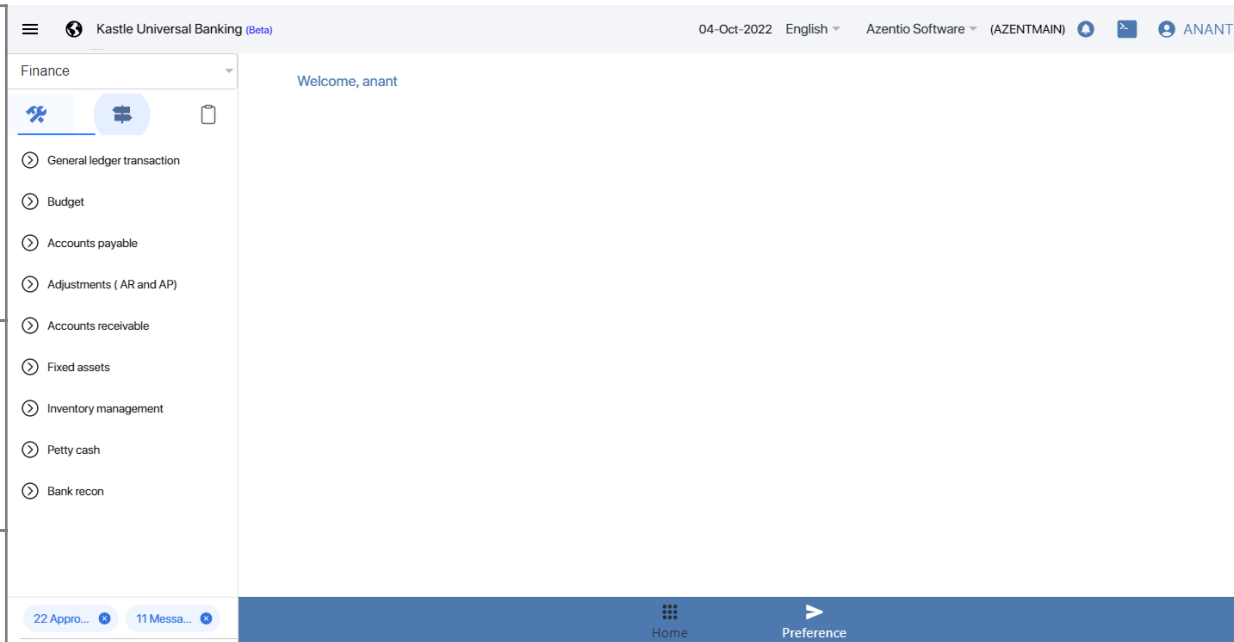 Kastle Universal Banking (Beta)
04-Oct-2022 English Azentio Software (AZENTMAIN) ANANT
Finance
Welcome, anant
General ledger transaction
Budget
Accounts payable
Adjustments ( AR and AP)
Accounts receivable
Fixed assets
Inventory management
Petty cash
Bank recon
22 Appro... 11 Messa...
Home Preference